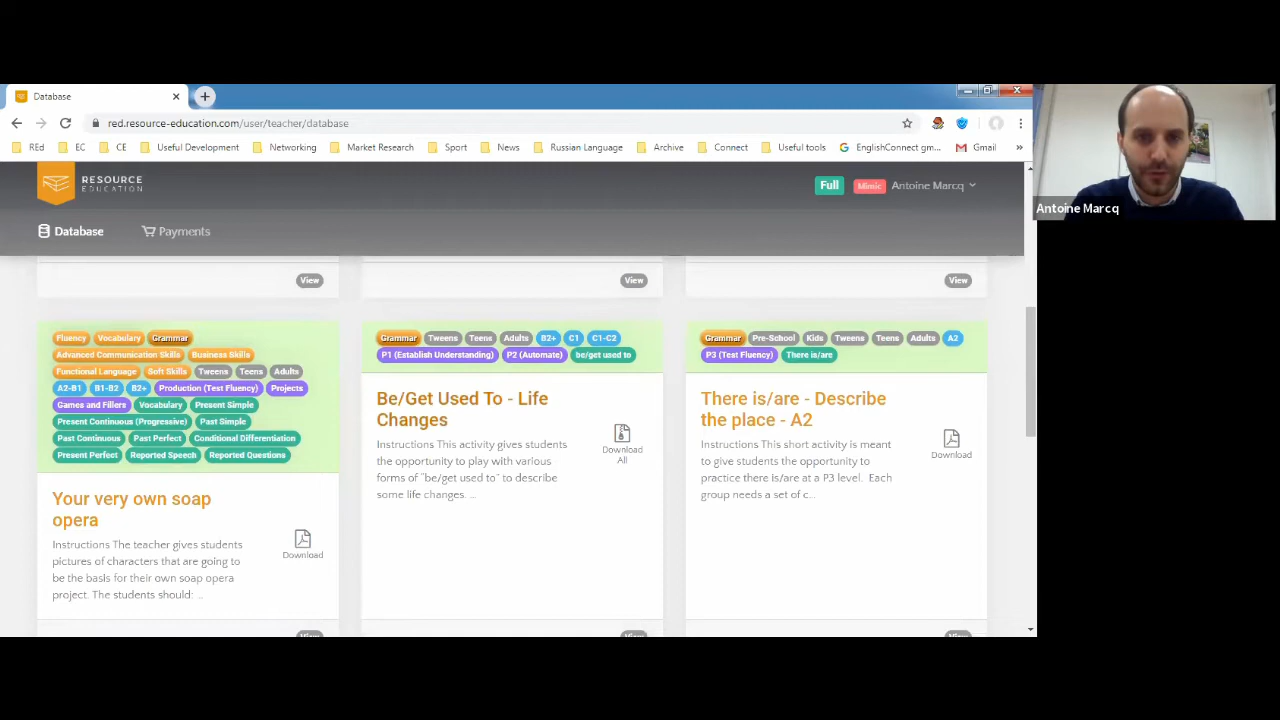 Database
red.resource-education.com/user/teacher/database
REd EC CE Useful Development Networking Market Research Sport News Russian Language Archive Connect Useful tools EnglishConnect gm... Gmail »
RESOURCE
EDUCATION
Full Mimic Antoine Marcq
Antoine Marcq
Database Payments
View View View
Fluency Vocabulary Grammar
Advanced Communication Skills Business Skills
Functional Language Soft Skills Tweens Teens Adults
A2-B1 B1-B2 B2+ Production (Test Fluency) Projects
Games and Fillers Vocabulary Present Simple
Present Continuous (Progressive) Past Simple
Past Continuous Past Perfect Conditional Differentiation
Present Perfect Reported Speech Reported Questions
Your very own soap
opera
Instructions The teacher gives students
pictures of characters that are going to
be the basis for their own soap opera
project. The students should: ..
Download
View
Grammar Tweens Teens Adults B2+ C1 C1-C2
P1 (Establish Understanding) P2 (Automate) be/get used to
Be/Get Used To - Life
Changes
Instructions This activity gives students
the opportunity to play with various
forms of "be/get used to" to describe
some life changes. ...
Download
All
View
Grammar Pre-School Kids Tweens Teens Adults A2
P3 (Test Fluency) There is/are
There is/are - Describe
the place - A2
Instructions This short activity is meant
to give students the opportunity to
practice there is/are at a P3 level. Each
group needs a set of c...
Download
View